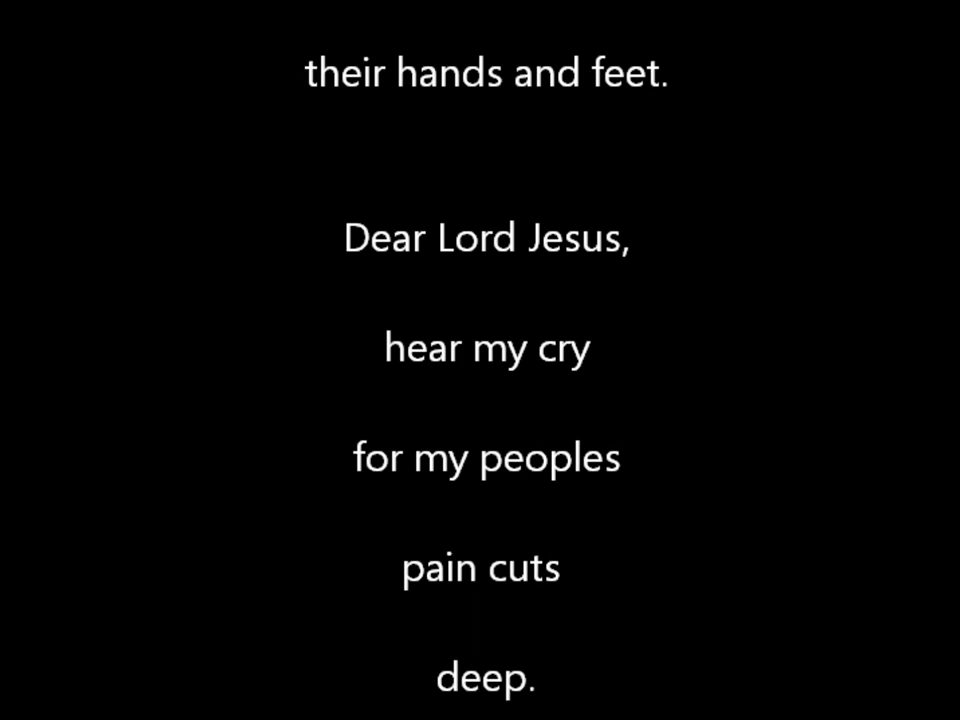 their hands and feet.
Dear Lord Jesus,
hear my cry
for my peoples
pain cuts
deep.